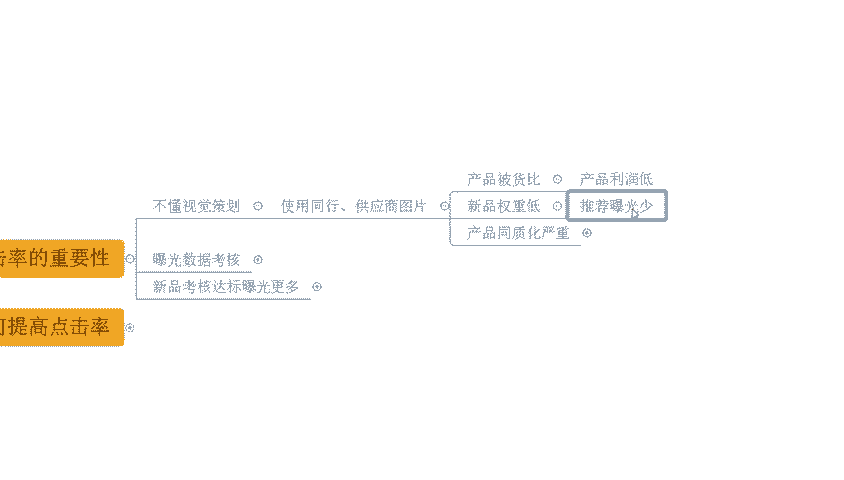 产品被货比 产品利润低
不懂视觉策划 使用同行、供应商图片 新品权重低 推荐曝光少
产品同质化严重
击率的重要性 曝光数据考核
新品考核达标曝光更多
何提高点击率